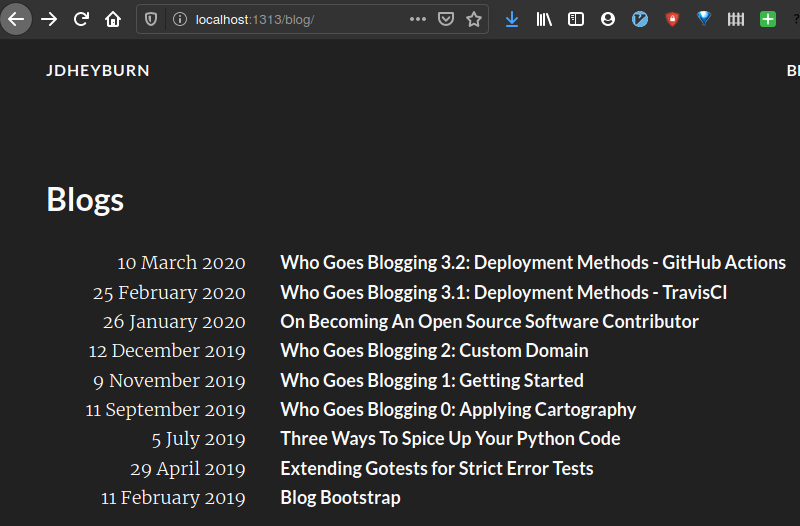 localhost:1313/blog/
JDHEYBURN
Blogs
10 March 2020 Who Goes Blogging 3.2: Deployment Methods - GitHub Actions
25 February 2020 Who Goes Blogging 3.1: Deployment Methods - TravisCI
26 January 2020 On Becoming An Open Source Software Contributor
12 December 2019 Who Goes Blogging 2: Custom Domain
9 November 2019 Who Goes Blogging 1: Getting Started
11 September 2019 Who Goes Blogging 0: Applying Cartography
5 July 2019 Three Ways To Spice Up Your Python Code
29 April 2019 Extending Gotests for Strict Error Tests
11 February 2019 Blog Bootstrap